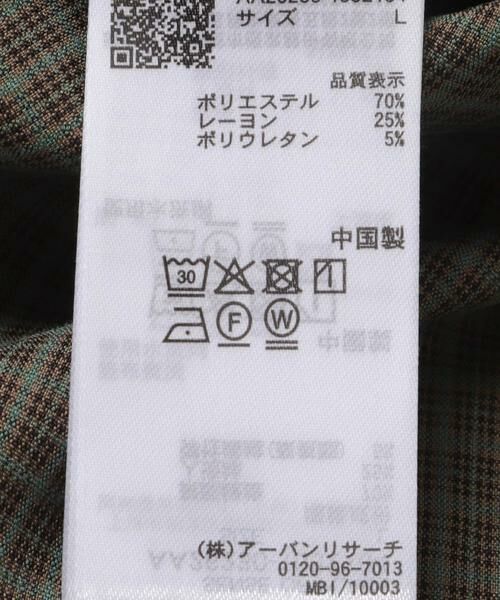 サイズ L
品質表示
ポリエステル 70%
レーヨン 25%
ポリウレタン 5%
中国製
30
F W
(株)アーバンリサーチ
0120-96-7013
MBI/10003